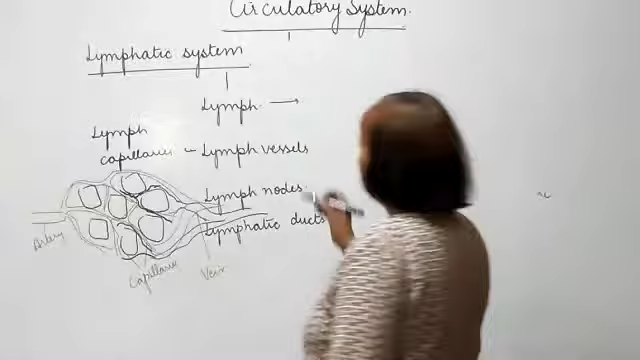 Circulatory System.
Lymphatic system
Lymph →
Lymph
capillaries – Lymph vessels
Lymph nodes.
Lymphatic ducts
Artery
Capillaries
Vein